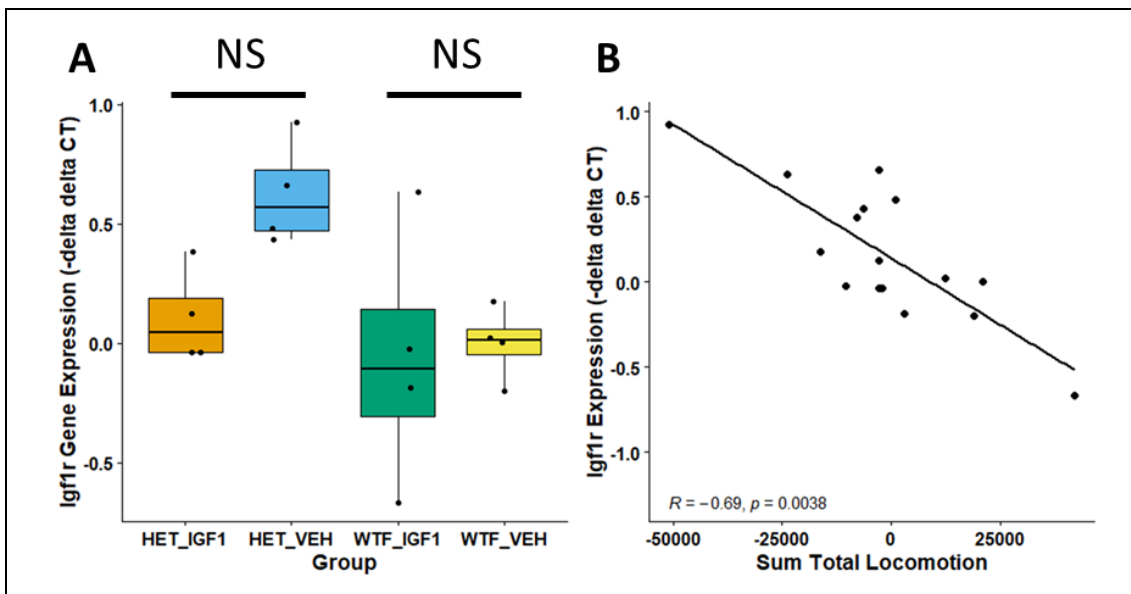 A
NS
NS
1.0
0.5
0.0
-0.5
Igf1r Gene Expression (-delta delta CT)
HET_IGF1 HET_VEH WTF_IGF1 WTF_VEH
Group
B
1.0
0.5
0.0
-0.5
-1.0
Igf1r Expression (-delta delta CT)
R = −0.69, p = 0.0038
-50000 -25000 0 25000
Sum Total Locomotion